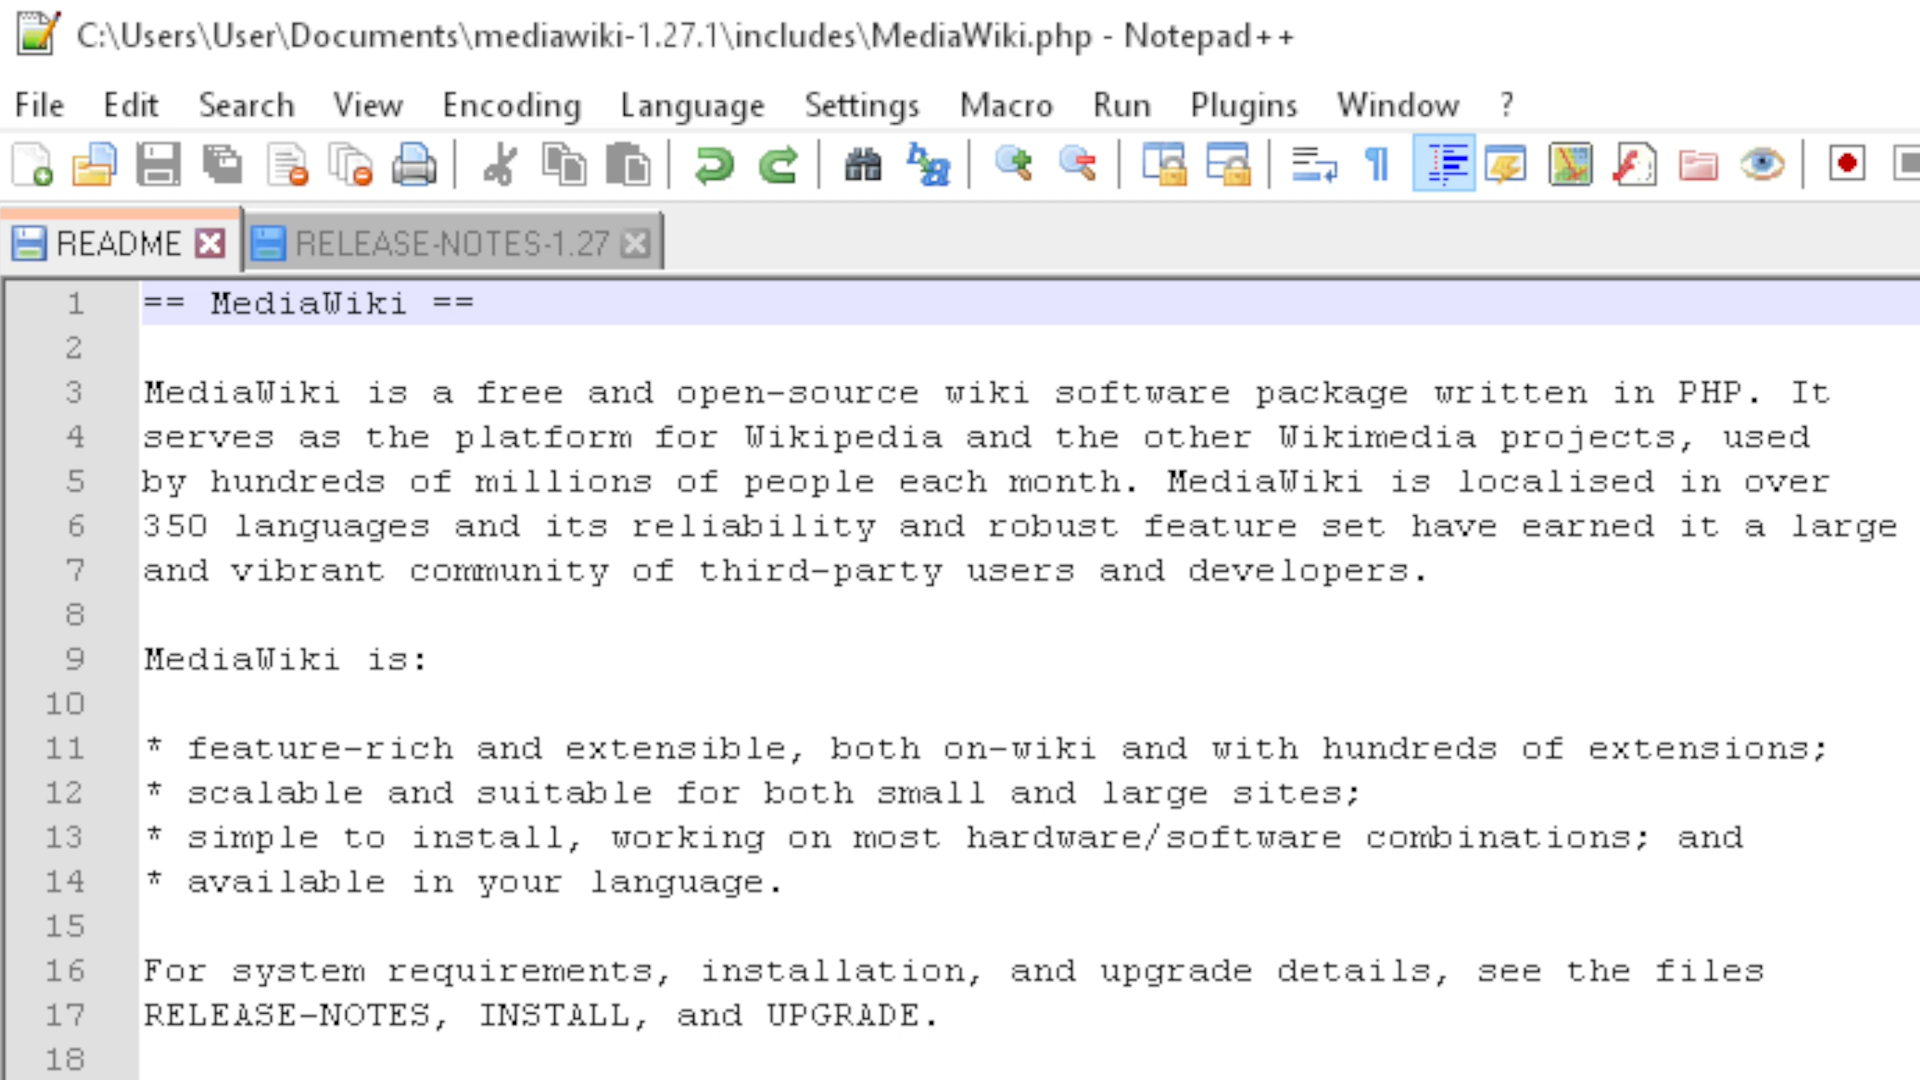 C:\Users\User\Documents\mediawiki-1.27.1\includes\MediaWiki.php - Notepad++
File Edit Search View Encoding Language Settings Macro Run Plugins Window ?
README RELEASE-NOTES-1.27
1 == MediaWiki ==
2
3 MediaWiki is a free and open-source wiki software package written in PHP. It
4 serves as the platform for Wikipedia and the other Wikimedia projects, used
5 by hundreds of millions of people each month. MediaWiki is localised in over
6 350 languages and its reliability and robust feature set have earned it a large
7 and vibrant community of third-party users and developers.
8
9 MediaWiki is:
10
11 * feature-rich and extensible, both on-wiki and with hundreds of extensions;
12 * scalable and suitable for both small and large sites;
13 * simple to install, working on most hardware/software combinations; and
14 * available in your language.
15
16 For system requirements, installation, and upgrade details, see the files
17 RELEASE-NOTES, INSTALL, and UPGRADE.
18